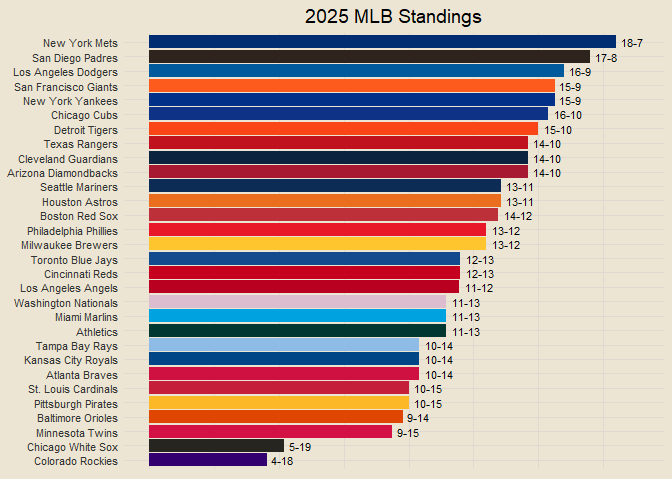 2025 MLB Standings
New York Mets 18-7
San Diego Padres 17-8
Los Angeles Dodgers 16-9
San Francisco Giants 15-9
New York Yankees 15-9
Chicago Cubs 16-10
Detroit Tigers 15-10
Texas Rangers 14-10
Cleveland Guardians 14-10
Arizona Diamondbacks 14-10
Seattle Mariners 13-11
Houston Astros 13-11
Boston Red Sox 14-12
Philadelphia Phillies 13-12
Milwaukee Brewers 13-12
Toronto Blue Jays 12-13
Cincinnati Reds 12-13
Los Angeles Angels 11-12
Washington Nationals 11-13
Miami Marlins 11-13
Athletics 11-13
Tampa Bay Rays 10-14
Kansas City Royals 10-14
Atlanta Braves 10-14
St. Louis Cardinals 10-15
Pittsburgh Pirates 10-15
Baltimore Orioles 9-14
Minnesota Twins 9-15
Chicago White Sox 5-19
Colorado Rockies 4-18